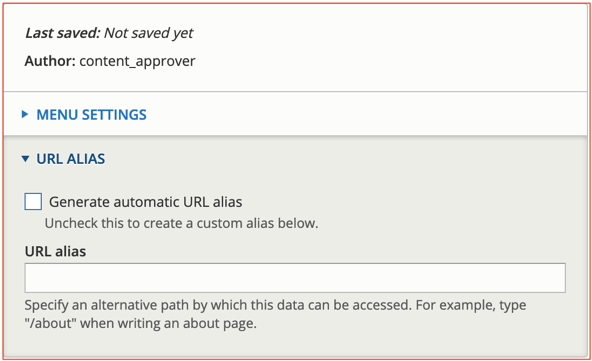 Last saved: Not saved yet
Author: content_approver
MENU SETTINGS
URL ALIAS
Generate automatic URL alias
Uncheck this to create a custom alias below.
URL alias
Specify an alternative path by which this data can be accessed. For example, type
"/about" when writing an about page.